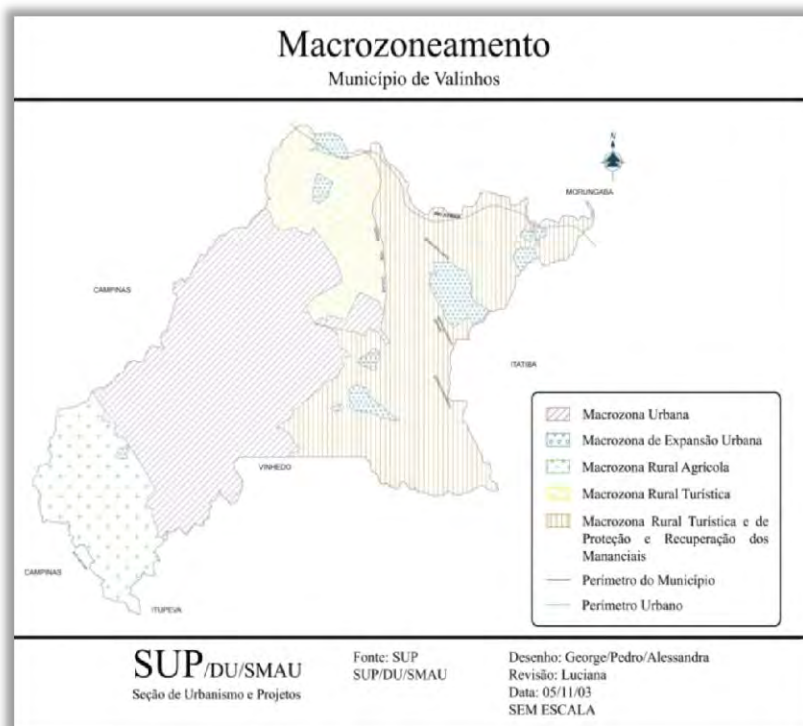 Macrozoneamento
Município de Valinhos
N
MORUNGABA
CAMPINAS
ITATIBA
VINHEDO
CAMPINAS
ITUPEVA
Macrozona Urbana
Macrozona de Expansão Urbana
Macrozona Rural Agrícola
Macrozona Rural Turística
Macrozona Rural Turística e de
Proteção e Recuperação dos
Mananciais
Perímetro do Município
Perímetro Urbano
SUP/DU/SMAU
Seção de Urbanismo e Projetos
Fonte: SUP
SUP/DU/SMAU
Desenho: George/Pedro/Alessandra
Revisão: Luciana
Data: 05/11/03
SEM ESCALA